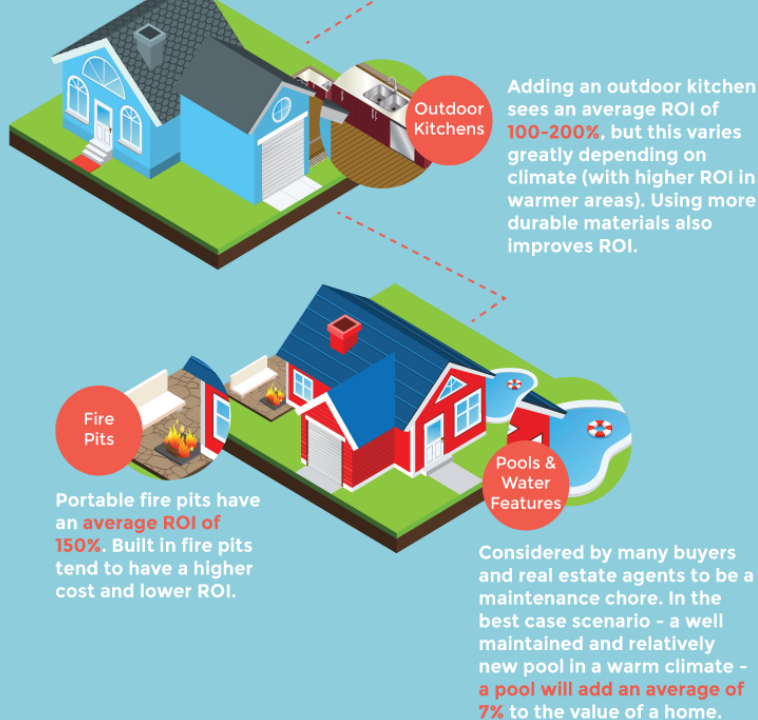 Outdoor
Kitchens
Adding an outdoor kitchen
sees an average ROI of
100-200%, but this varies
greatly depending on
climate (with higher ROI in
warmer areas). Using more
durable materials also
improves ROI.
Fire
Pits
Portable fire pits have
an average ROI of
150%. Built in fire pits
tend to have a higher
cost and lower ROI.
Pools &
Water
Features
Considered by many buyers
and real estate agents to be a
maintenance chore. In the
best case scenario - a well
maintained and relatively
new pool in a warm climate -
a pool will add an average of
7% to the value of a home.